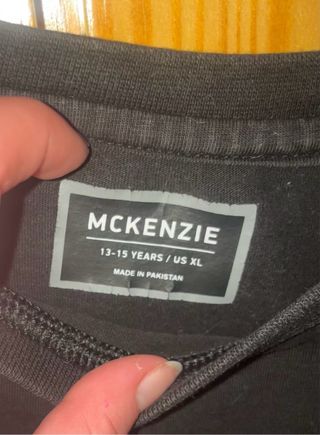 MCKENZIE
13-15 YEARS / US XL
MADE IN PAKISTAN